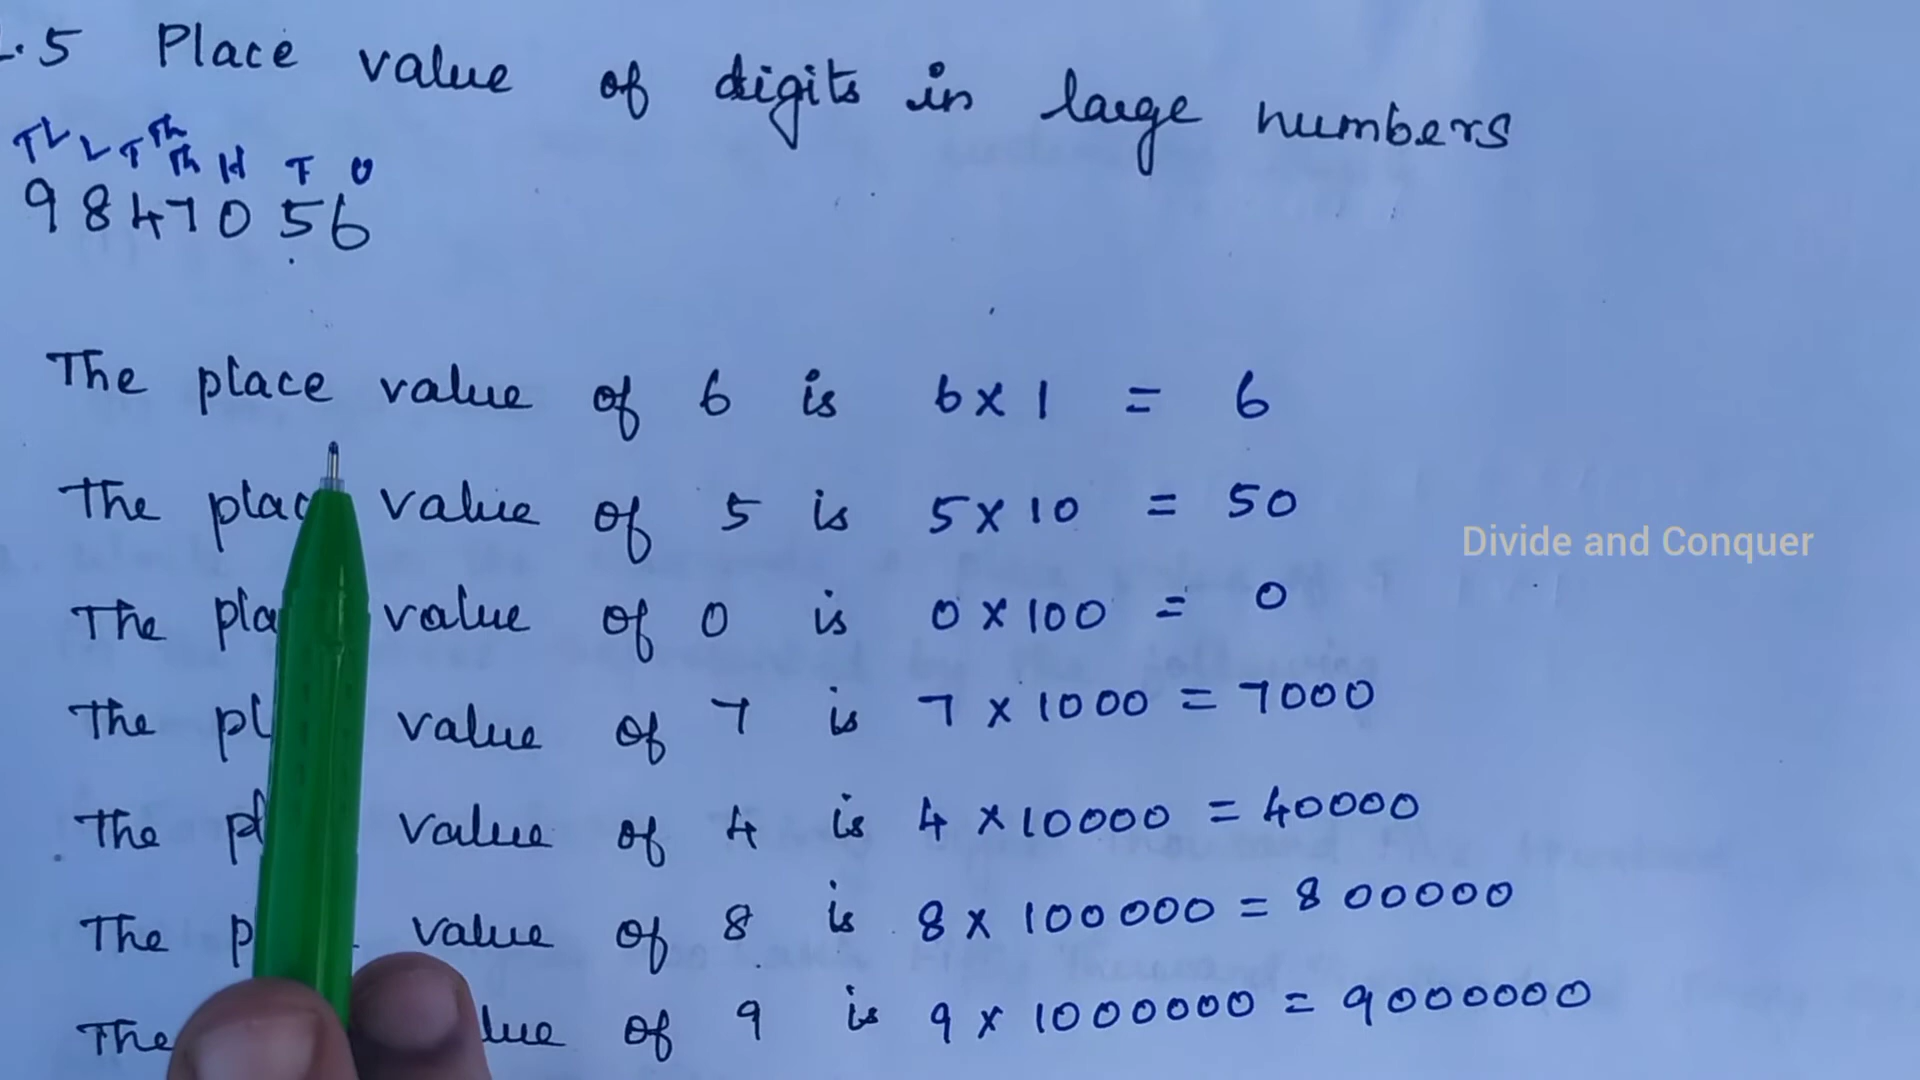 .5 Place value of digits in large numbers
TL L T Th Th H T O
9847056
The place value of 6 is 6 × 1 = 6
The plac value of 5 is 5 × 10 = 50
Divide and Conquer
The pla value of 0 is 0 × 100 = 0
The pl value of 7 is 7 × 1000 = 7000
The pl value of 4 is 4 × 10000 = 40000
The p value of 8 is 8 × 100000 = 800000
The lue of 9 is 9 × 1000000 = 9000000